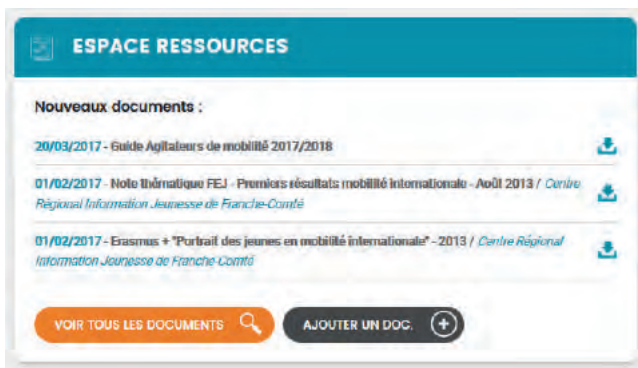 ESPACE RESSOURCES
Nouveaux documents :
20/03/2017 - Guide Agitateurs de mobilité 2017/2018
01/02/2017 - Note thématique FEJ - Premiers résultats mobilité internationale - Août 2013 / Centre
Régional Information Jeunesse de Franche-Comté
01/02/2017 - Erasmus + "Portrait des jeunes en mobilité internationale" - 2013 / Centre Régional
Information Jeunesse de Franche-Comté
VOIR TOUS LES DOCUMENTS AJOUTER UN DOC.